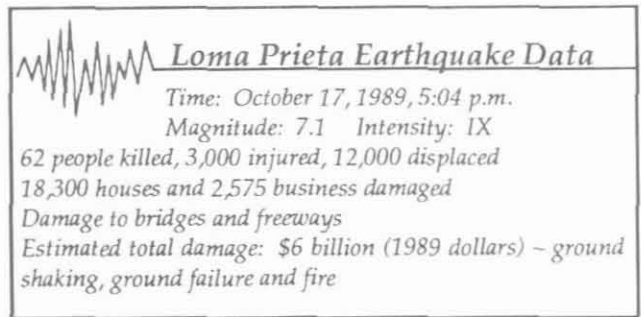 Loma Prieta Earthquake Data
Time: October 17, 1989, 5:04 p.m.
Magnitude: 7.1 Intensity: IX
62 people killed, 3,000 injured, 12,000 displaced
18,300 houses and 2,575 business damaged
Damage to bridges and freeways
Estimated total damage: $6 billion (1989 dollars) ~ ground
shaking, ground failure and fire